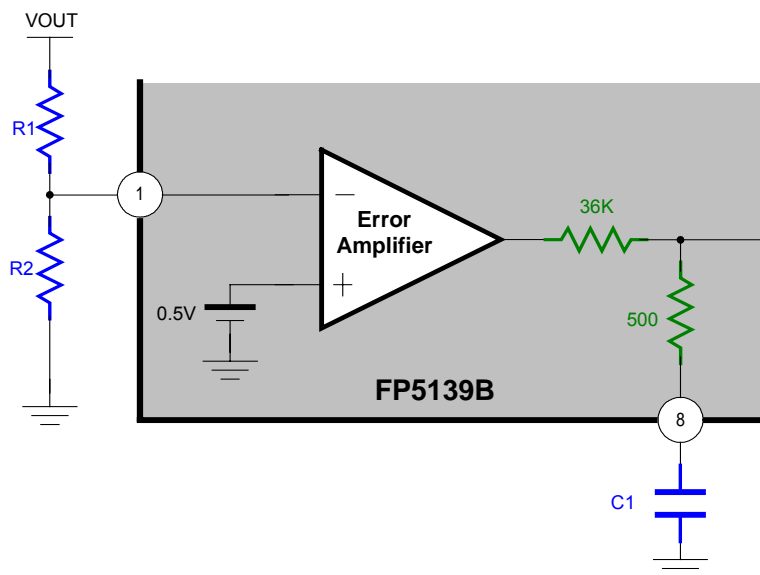 VOUT
R1
1
−
Error
Amplifier
36K
R2
+
0.5V
500
FP5139B
8
C1